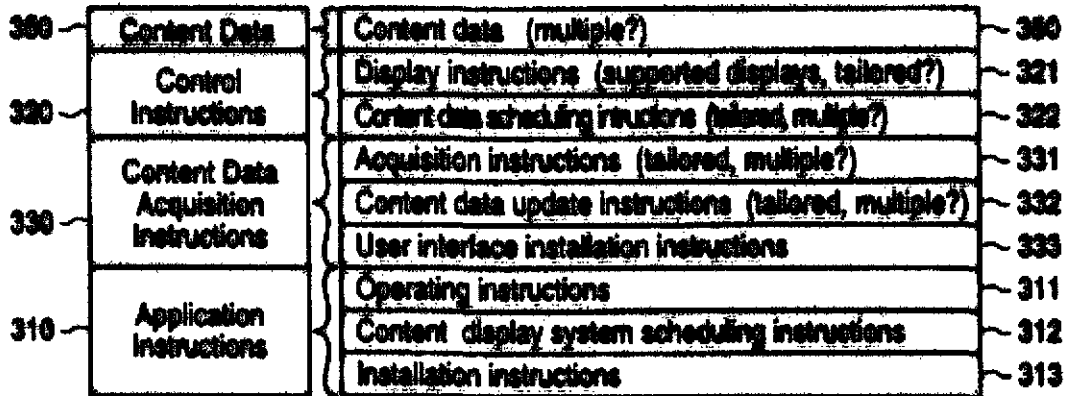 350 Content Data Content data (multiple?) 350
320 Control Instructions Display instructions (supported displays, tailored?) 321
Content data scheduling intructions (tailored, multiple?) 322
330 Content Data Acquisition Instructions Acquisition instructions (tailored, multiple?) 331
Content data update instructions (tailored, multiple?) 332
User interface installation instructions 333
310 Application Instructions Operating instructions 311
Content display system scheduling instructions 312
Installation instructions 313